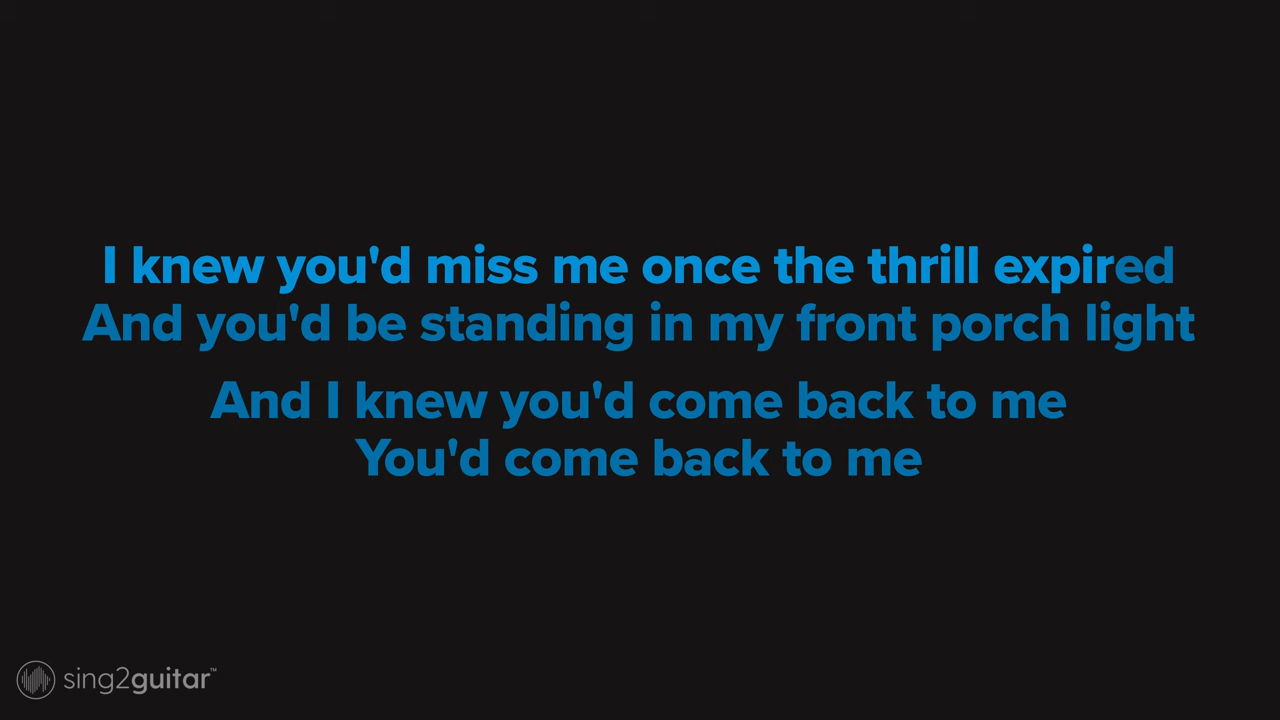 I knew you'd miss me once the thrill expired
And you'd be standing in my front porch light
And I knew you'd come back to me
You'd come back to me
sing2guitar™